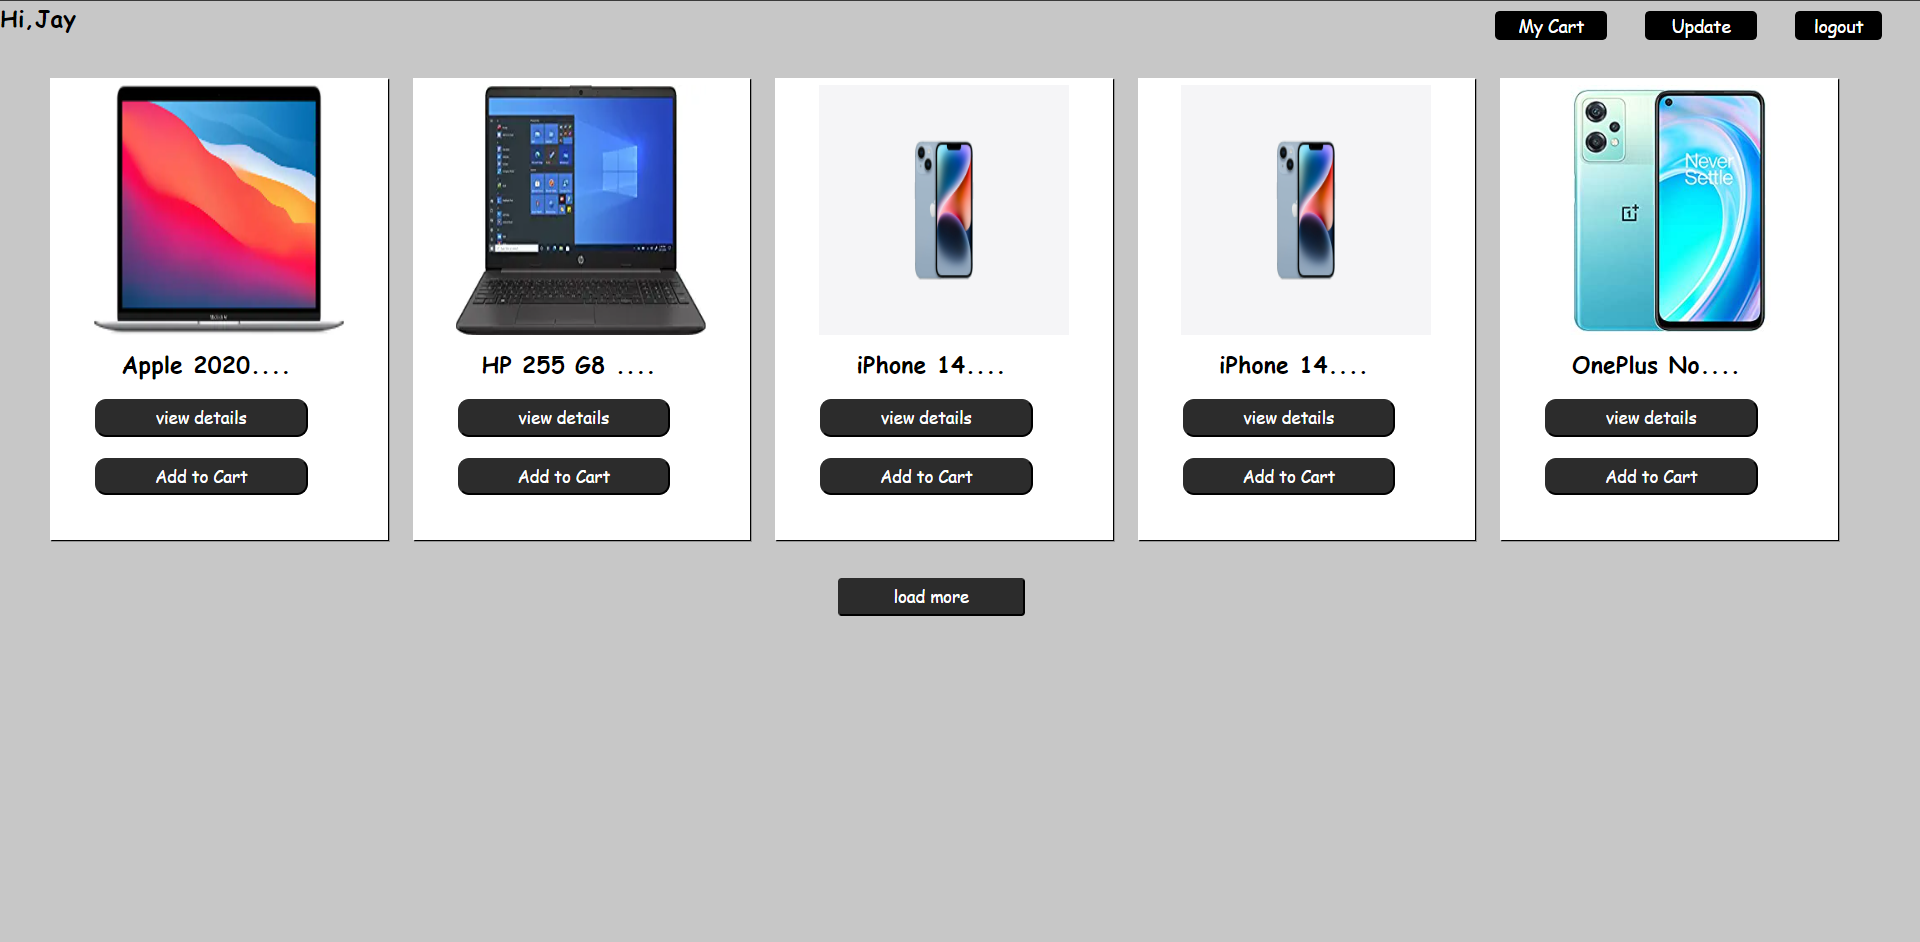 Hi,Jay
My Cart
Update
logout
Never
Settle
Apple 2020....
HP 255 G8 ....
iPhone 14....
iPhone 14....
OnePlus No....
view details
view details
view details
view details
view details
Add to Cart
Add to Cart
Add to Cart
Add to Cart
Add to Cart
load more